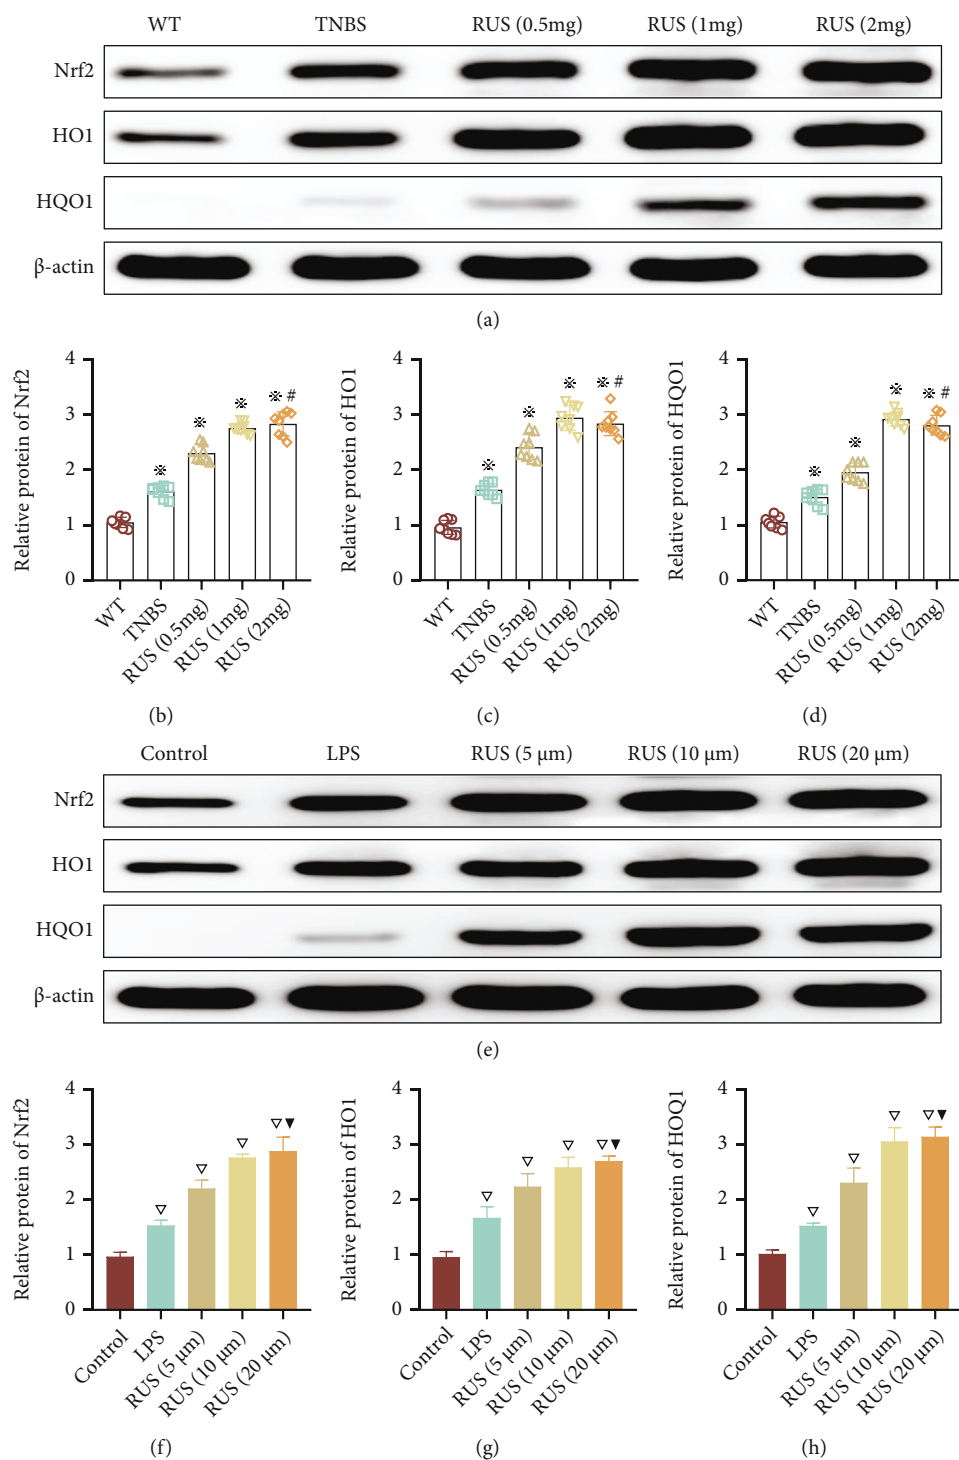 WT TNBS RUS (0.5mg) RUS (1mg) RUS (2mg)
Nrf2
HO1
HQO1
β-actin
(a)
Relative protein of Nrf2
4
3
2
1
0
※ ※ ※ ※ #
WT TNBS RUS (0.5mg) RUS (1mg) RUS (2mg)
(b)
Relative protein of HO1
4
3
2
1
0
※ ※ ※ ※ #
WT TNBS RUS (0.5mg) RUS (1mg) RUS (2mg)
(c)
Relative protein of HQO1
4
3
2
1
0
※ ※ ※ ※ #
WT TNBS RUS (0.5mg) RUS (1mg) RUS (2mg)
(d)
Control LPS RUS (5 µm) RUS (10 µm) RUS (20 µm)
Nrf2
HO1
HQO1
β-actin
(e)
Relative protein of Nrf2
4
3
2
1
0
Control LPS RUS (5 µm) RUS (10 µm) RUS (20 µm)
(f)
Relative protein of HO1
4
3
2
1
0
Control LPS RUS (5 µm) RUS (10 µm) RUS (20 µm)
(g)
Relative protein of HOQ1
4
3
2
1
0
Control LPS RUS (5 µm) RUS (10 µm) RUS (20 µm)
(h)